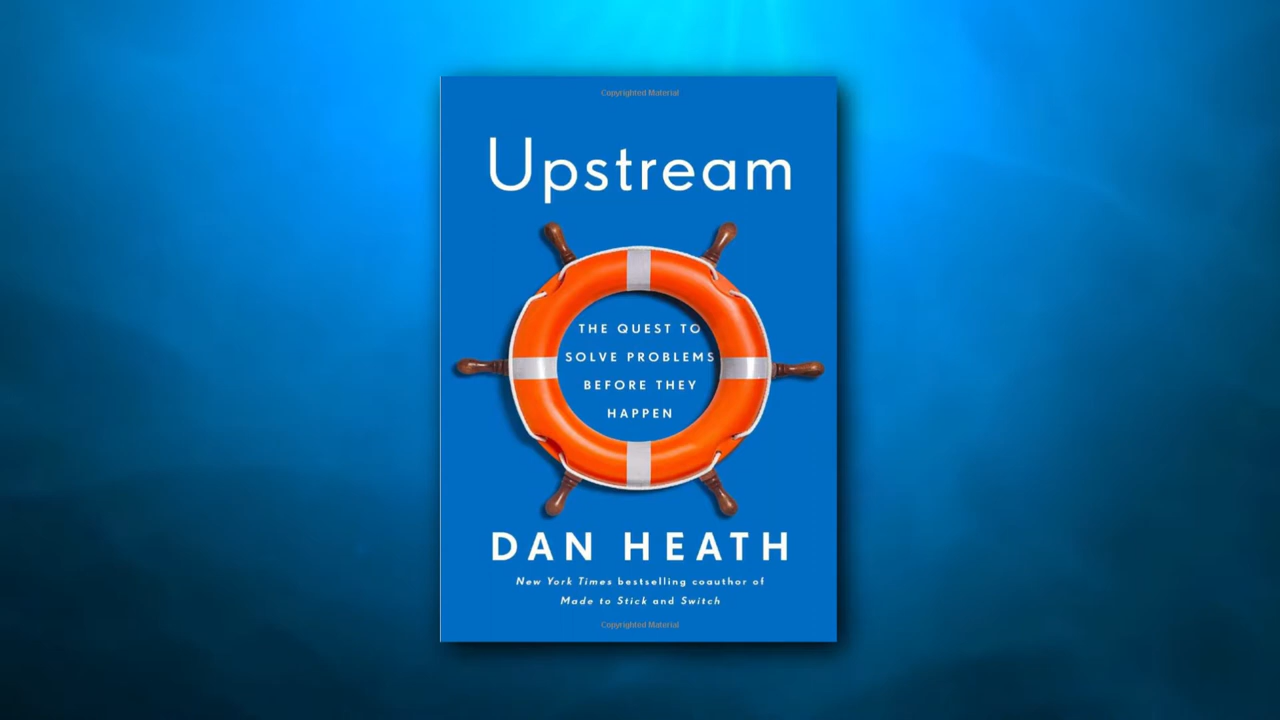 Copyrighted Material
Upstream
THE QUEST TO
SOLVE PROBLEMS
BEFORE THEY
HAPPEN
DAN HEATH
New York Times bestselling coauthor of
Made to Stick and Switch
Copyrighted Material